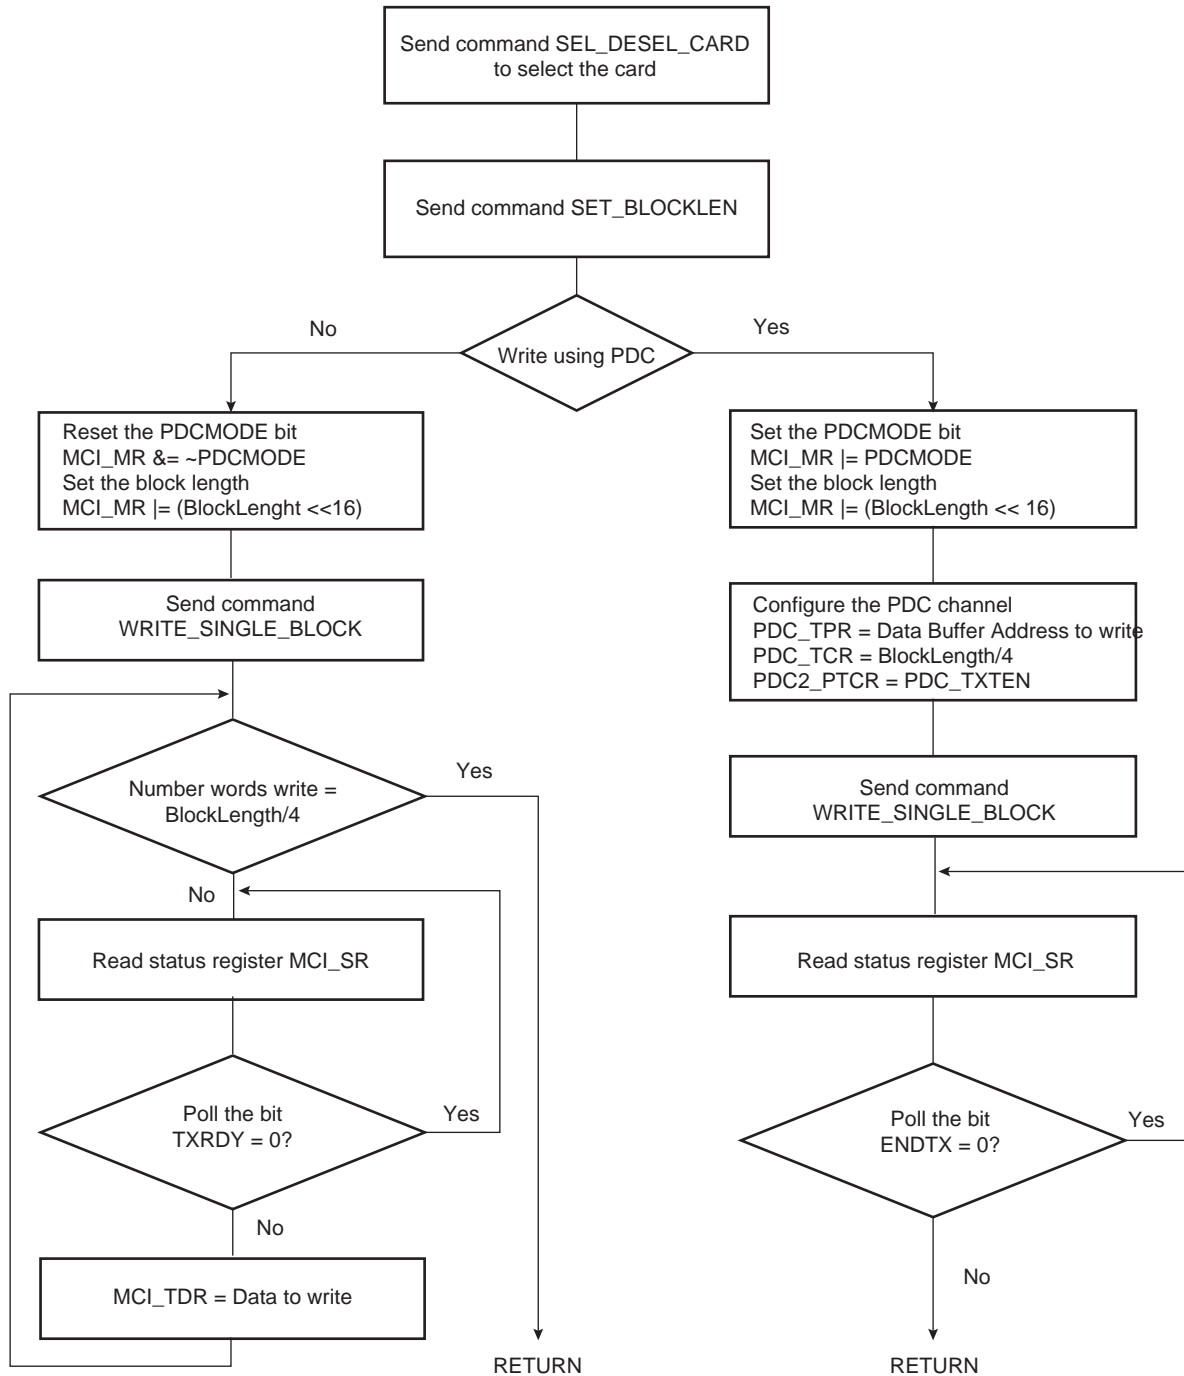 Send command SEL_DESEL_CARD
to select the card
Send command SET_BLOCKLEN
No
Yes
Write using PDC
Reset the PDCMODE bit
MCI_MR &= ~PDCMODE
Set the block length
MCI_MR |= (BlockLenght <<16)
Set the PDCMODE bit
MCI_MR |= PDCMODE
Set the block length
MCI_MR |= (BlockLength << 16)
Send command
WRITE_SINGLE_BLOCK
Configure the PDC channel
PDC_TPR = Data Buffer Address to write
PDC_TCR = BlockLength/4
PDC2_PTCR = PDC_TXTEN
Number words write =
BlockLength/4
Yes
Send command
WRITE_SINGLE_BLOCK
No
Read status register MCI_SR
Read status register MCI_SR
Poll the bit
TXRDY = 0?
Yes
Poll the bit
ENDTX = 0?
Yes
No
MCI_TDR = Data to write
No
RETURN
RETURN